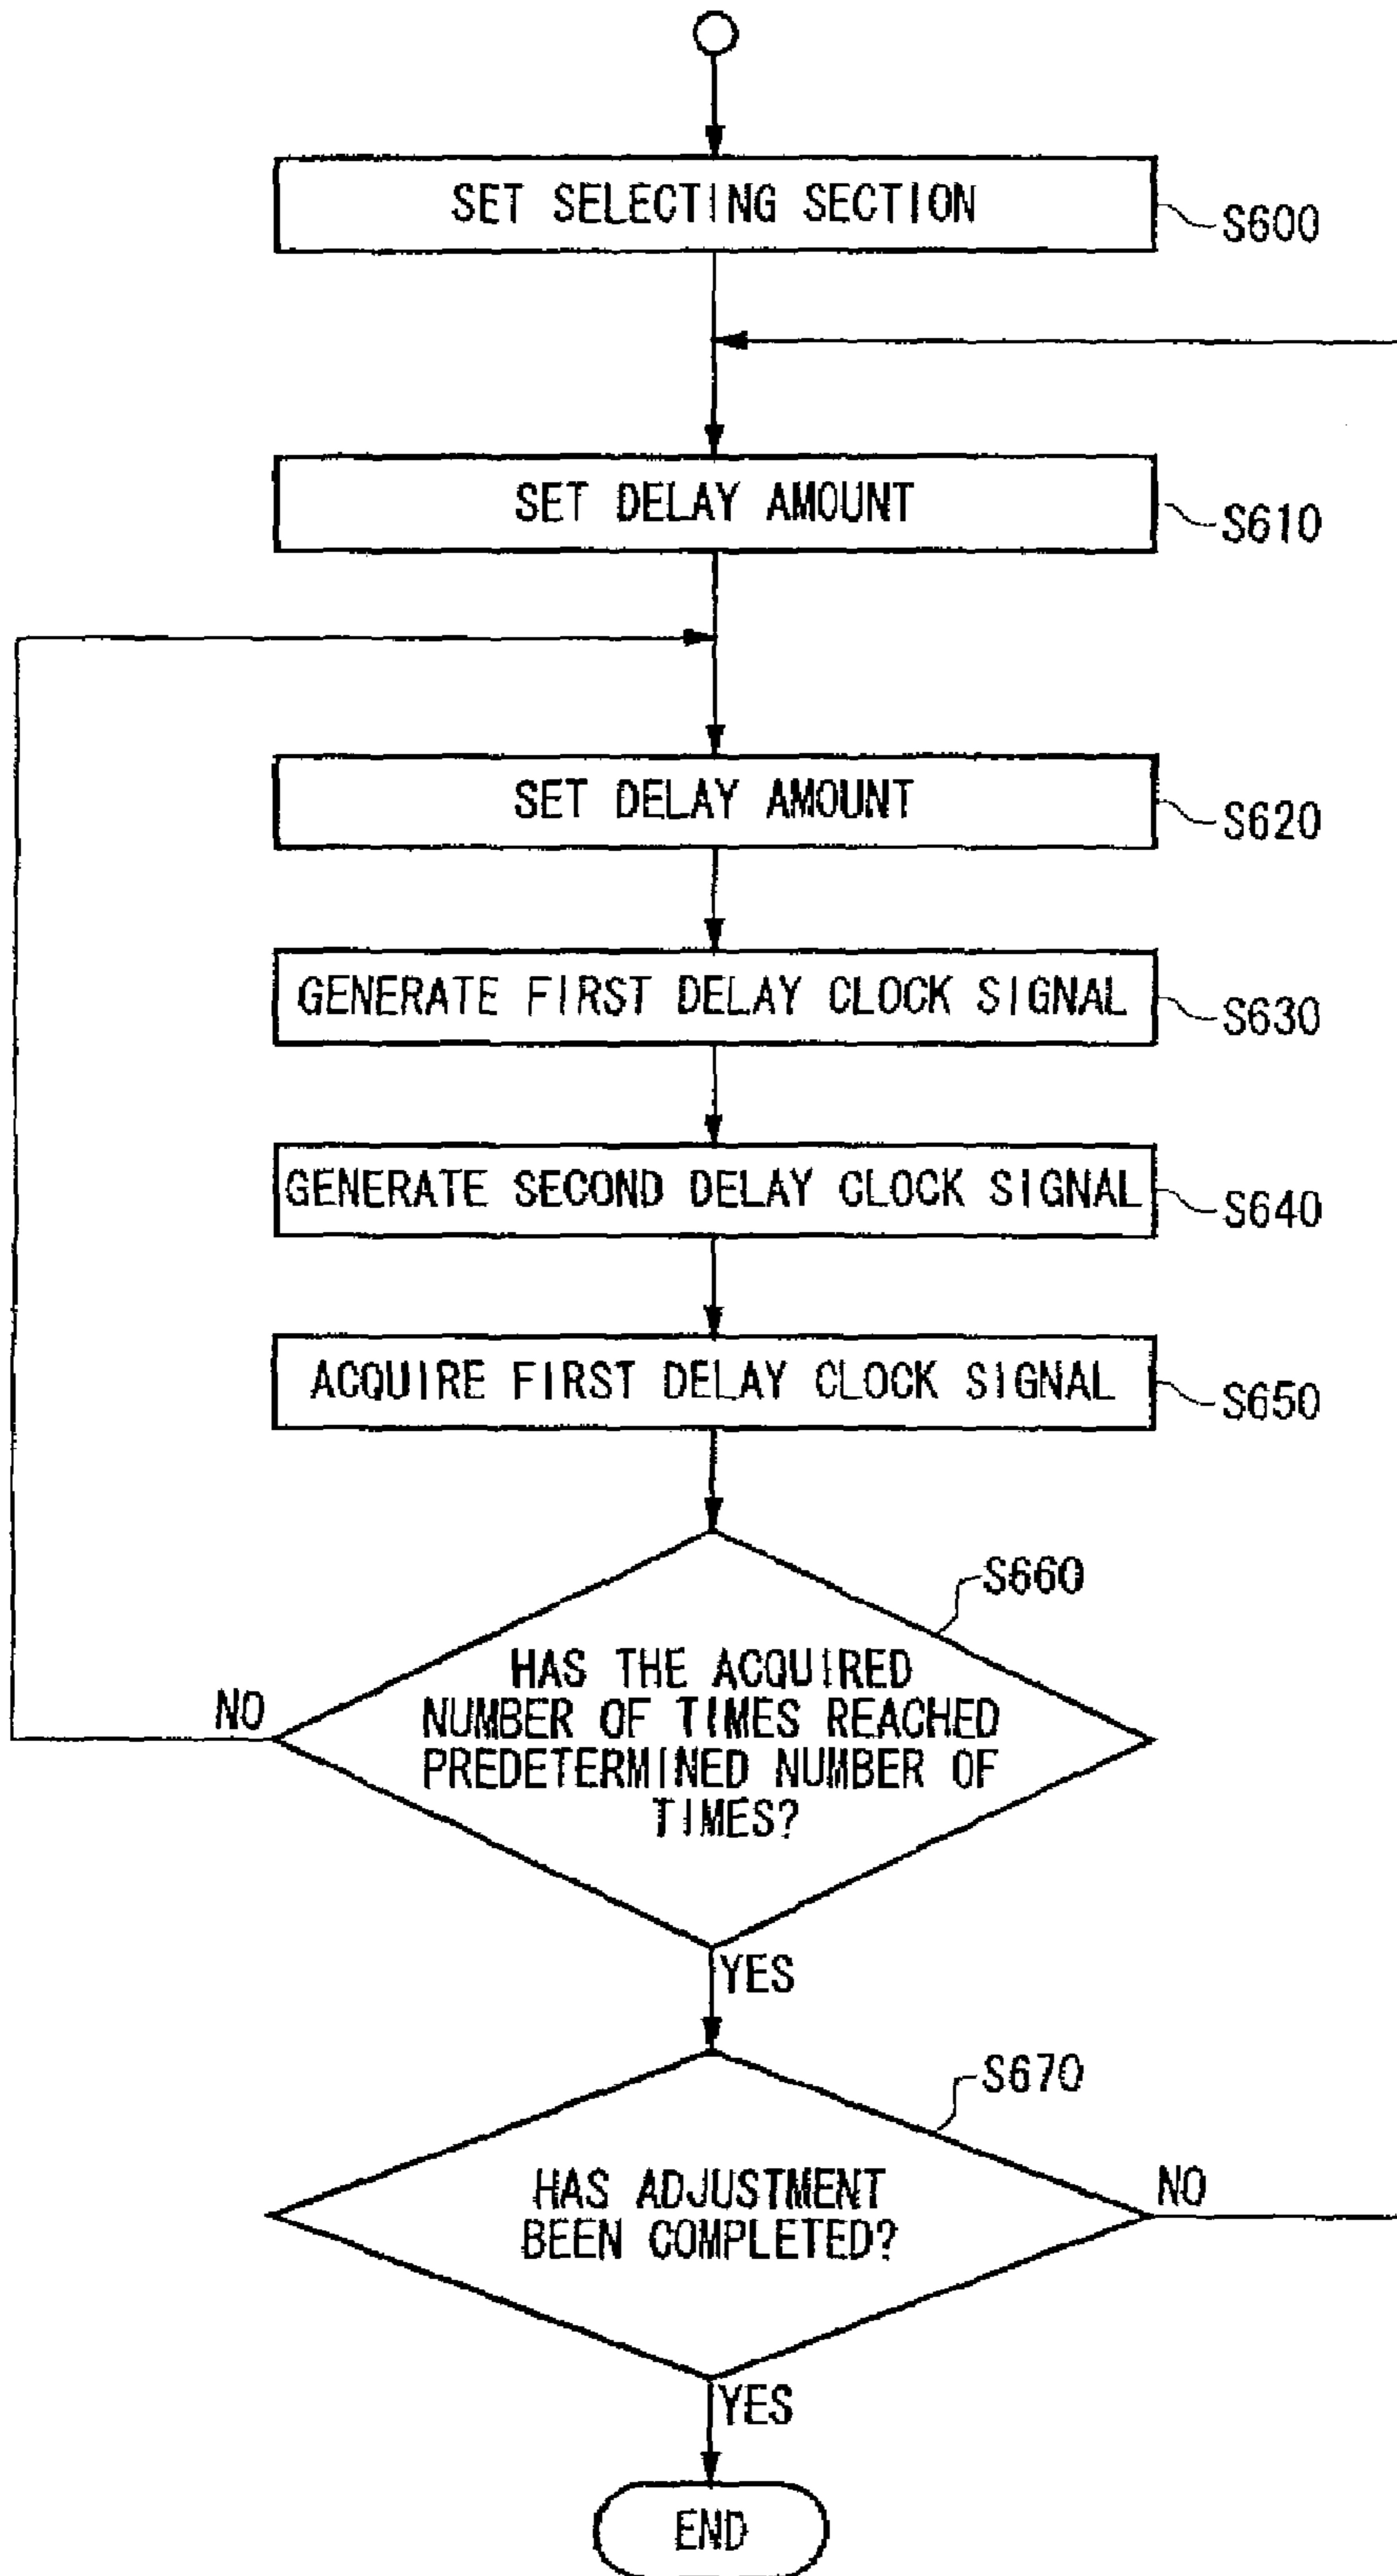 SET SELECTING SECTION
S600
SET DELAY AMOUNT
S610
SET DELAY AMOUNT
S620
GENERATE FIRST DELAY CLOCK SIGNAL
S630
GENERATE SECOND DELAY CLOCK SIGNAL
S640
ACQUIRE FIRST DELAY CLOCK SIGNAL
S650
S660
HAS THE ACQUIRED
NUMBER OF TIMES REACHED
PREDETERMINED NUMBER OF
TIMES?
NO
YES
S670
HAS ADJUSTMENT
BEEN COMPLETED?
NO
YES
END